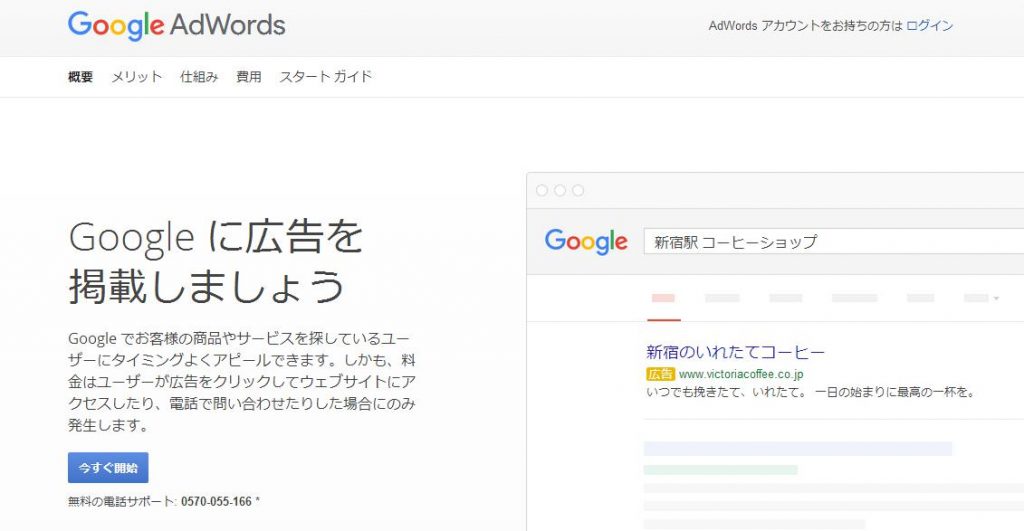 Google AdWords
AdWords アカウントをお持ちの方は ログイン
概要 メリット 仕組み 費用 スタート ガイド
Google に広告を
掲載しましょう
Google でお客様の商品やサービスを探しているユー
ザーにタイミングよくアピールできます。しかも、料
金はユーザーが広告をクリックしてウェブサイトにア
クセスしたり、電話で問い合わせたりした場合にのみ
発生します。
今すぐ開始
無料の電話サポート: 0570-055-166 *
Google 新宿駅 コーヒーショップ
新宿のいれたてコーヒー
広告 www.victoriacoffee.co.jp
いつでも挽きたて、いれたて。 一日の始まりに最高の一杯を。